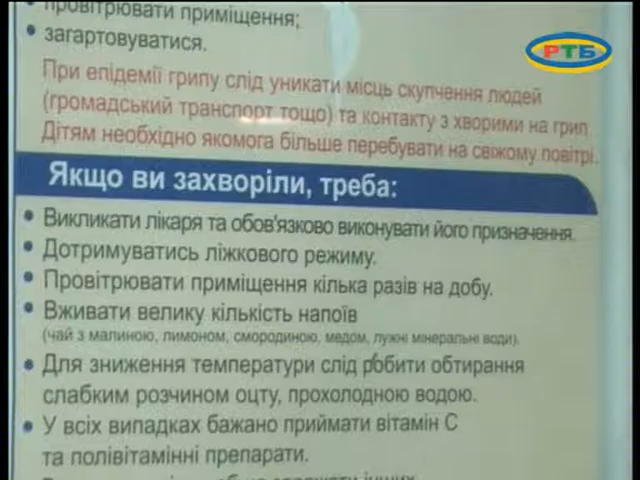 провітрювати приміщення;
загартовуватися.
РТБ
При епідемії грипу слід уникати місць скупчення людей
(громадський транспорт тощо) та контакту з хворими на грип
Дітям необхідно якомога більше перебувати на свіжому повітрі.
Якщо ви захворіли, треба:
• Викликати лікаря та обов'язково виконувати його призначення.
• Дотримуватись ліжкового режиму.
• Провітрювати приміщення кілька разів на добу.
• Вживати велику кількість напоїв
(чай з малиною, лимоном, смородиною, медом, лужні мінеральні води).
• Для зниження температури слід робити обтирання
слабким розчином оцту, прохолодною водою.
• У всіх випадках бажано приймати вітамін С
та полівітамінні препарати.